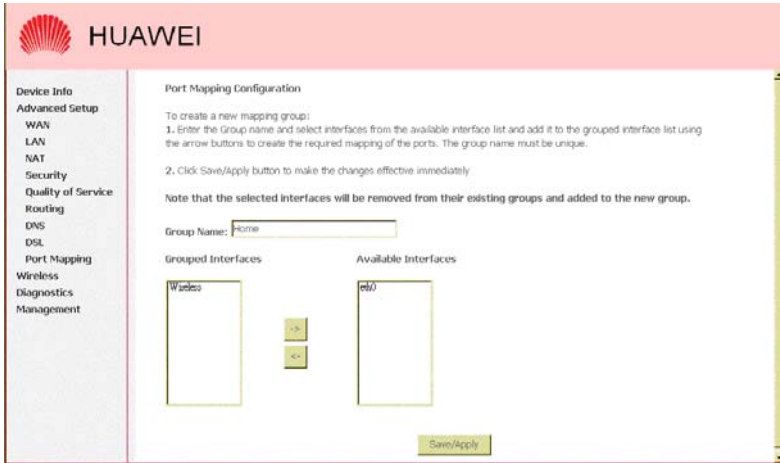 HUAWEI
Device Info
Advanced Setup
WAN
LAN
NAT
Security
Quality of Service
Routing
DNS
DSL
Port Mapping
Wireless
Diagnostics
Management
Port Mapping Configuration
To create a new mapping group:
1. Enter the Group name and select interfaces from the available interface list and add it to the grouped interface list using
the arrow buttons to create the required mapping of the ports. The group name must be unique.
2. Click Save/Apply button to make the changes effective immediately
Note that the selected interfaces will be removed from their existing groups and added to the new group.
Group Name: Home
Grouped Interfaces Available Interfaces
Wireless eth0
->
<-
Save/Apply